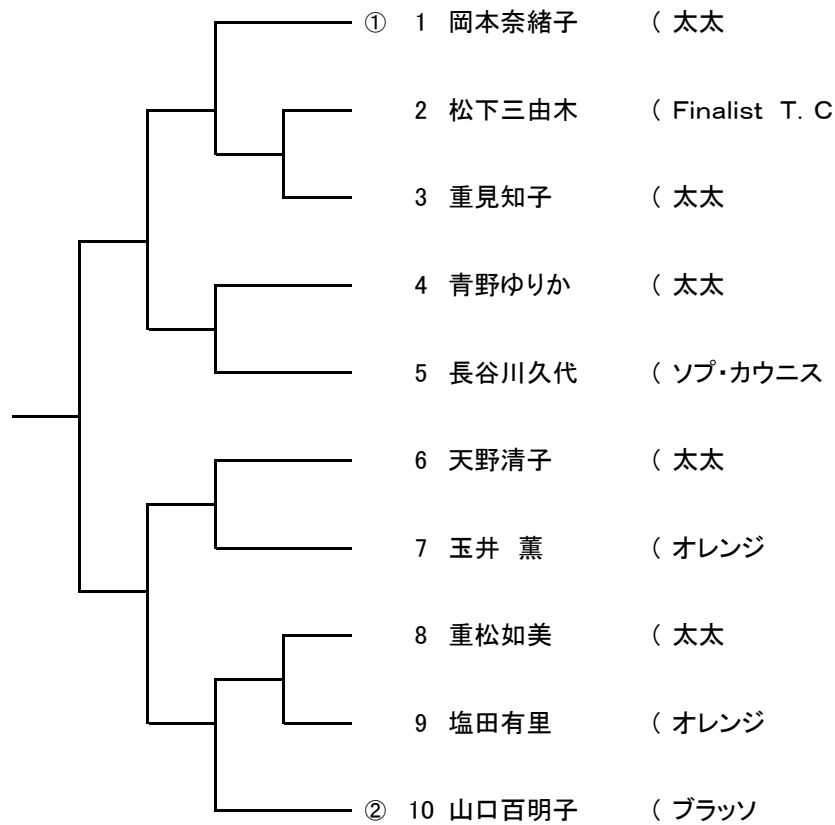 ① 1 岡本奈緒子 ( 太太
2 松下三由木 ( Finalist T. C
3 重見知子 ( 太太
4 青野ゆりか ( 太太
5 長谷川久代 ( ソプ・カウニス
6 天野清子 ( 太太
7 玉井 薫 ( オレンジ
8 重松如美 ( 太太
9 塩田有里 ( オレンジ
② 10 山口百明子 ( ブラッソ